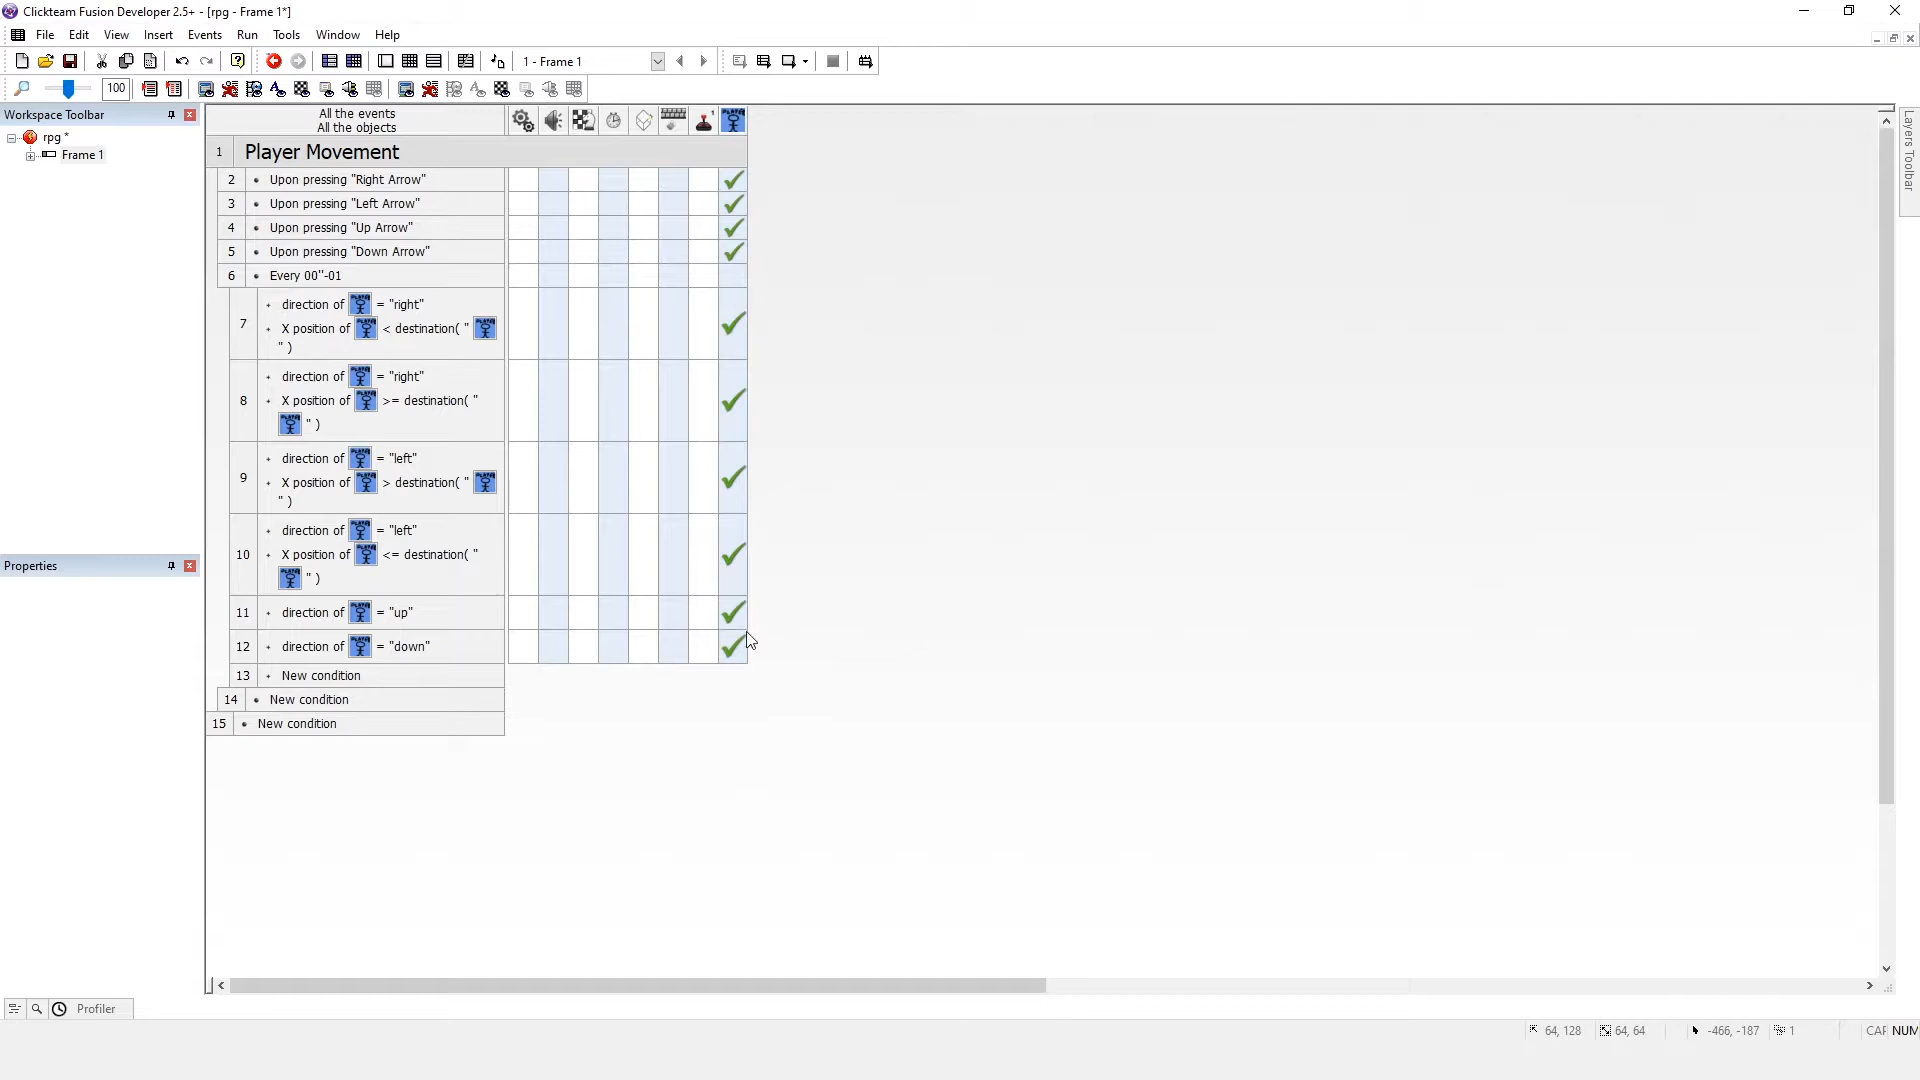 Clickteam Fusion Developer 2.5+ - [rpg - Frame 1*]
File Edit View Insert Events Run Tools Window Help
1 - Frame 1
100
Workspace Toolbar
rpg *
Frame 1
Properties
All the events
All the objects
1 Player Movement
2 • Upon pressing "Right Arrow"
3 • Upon pressing "Left Arrow"
4 • Upon pressing "Up Arrow"
5 • Upon pressing "Down Arrow"
6 • Every 00''-01
7 direction of = "right"
X position of < destination( "
" )
8 direction of = "right"
X position of >= destination( "
" )
9 direction of = "left"
X position of > destination( "
" )
10 direction of = "left"
X position of <= destination( "
" )
11 direction of = "up"
12 direction of = "down"
13 New condition
14 • New condition
15 • New condition
Layers Toolbar
Profiler
64, 128 64, 64 -466, -187 1 CAP NUM